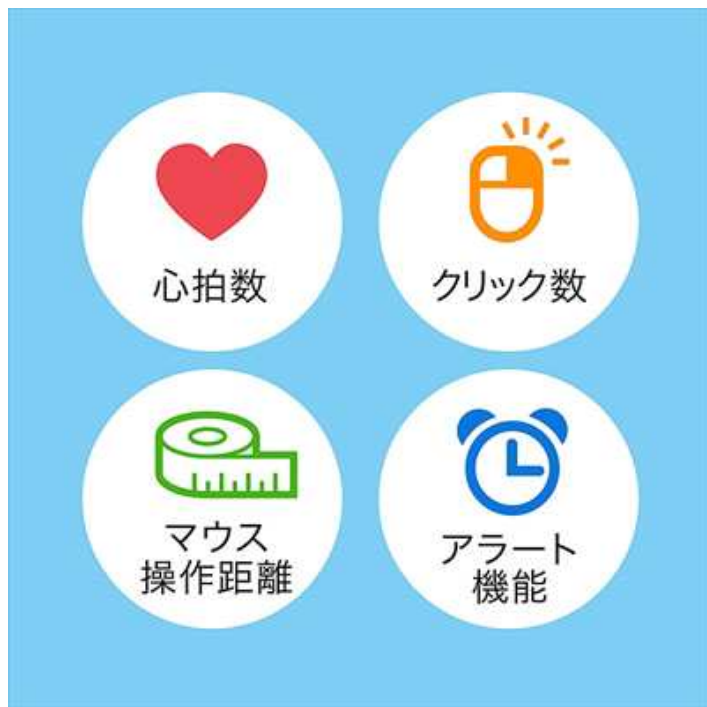 心拍数
クリック数
マウス
操作距離
アラート
機能